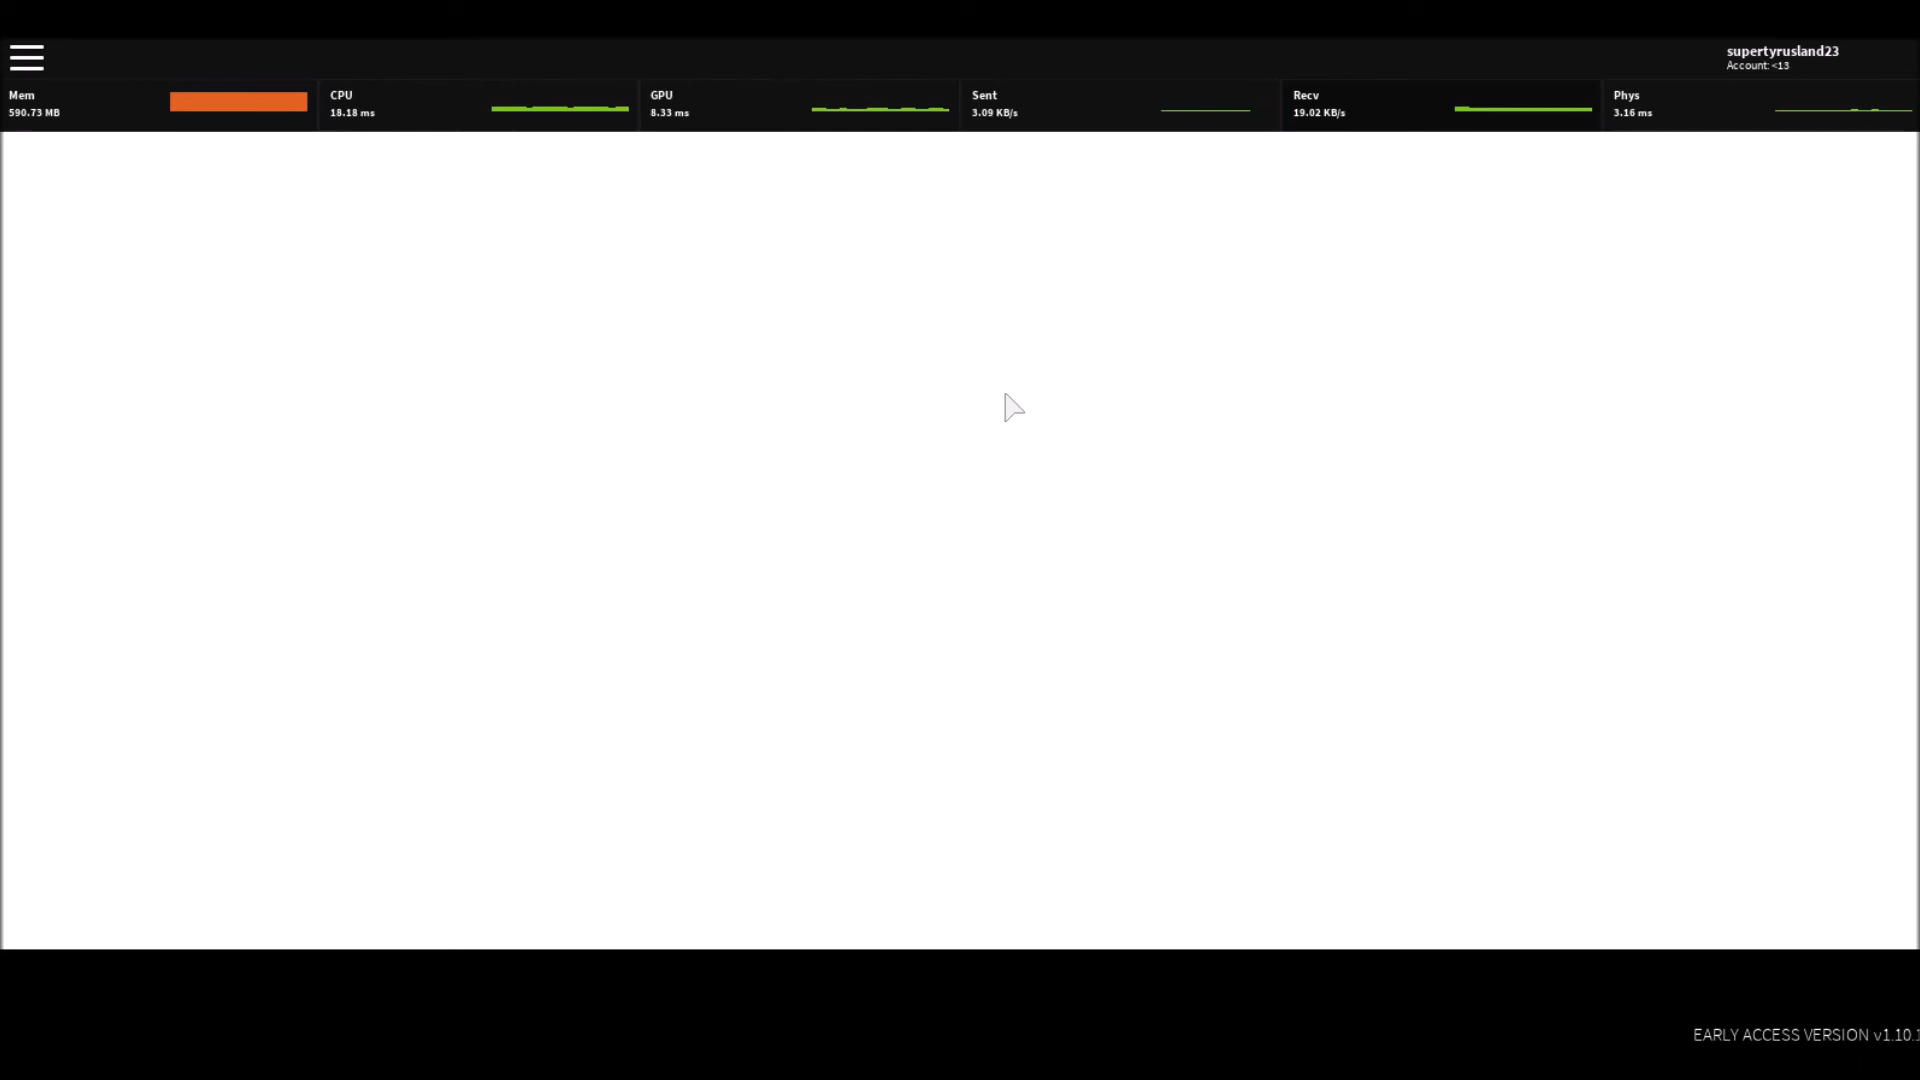 supertyrusland23
Account: <13
Mem
590.73 MB
CPU
18.18 ms
GPU
8.33 ms
Sent
3.09 KB/s
Recv
19.02 KB/s
Phys
3.16 ms
EARLY ACCESS VERSION v1.10.1